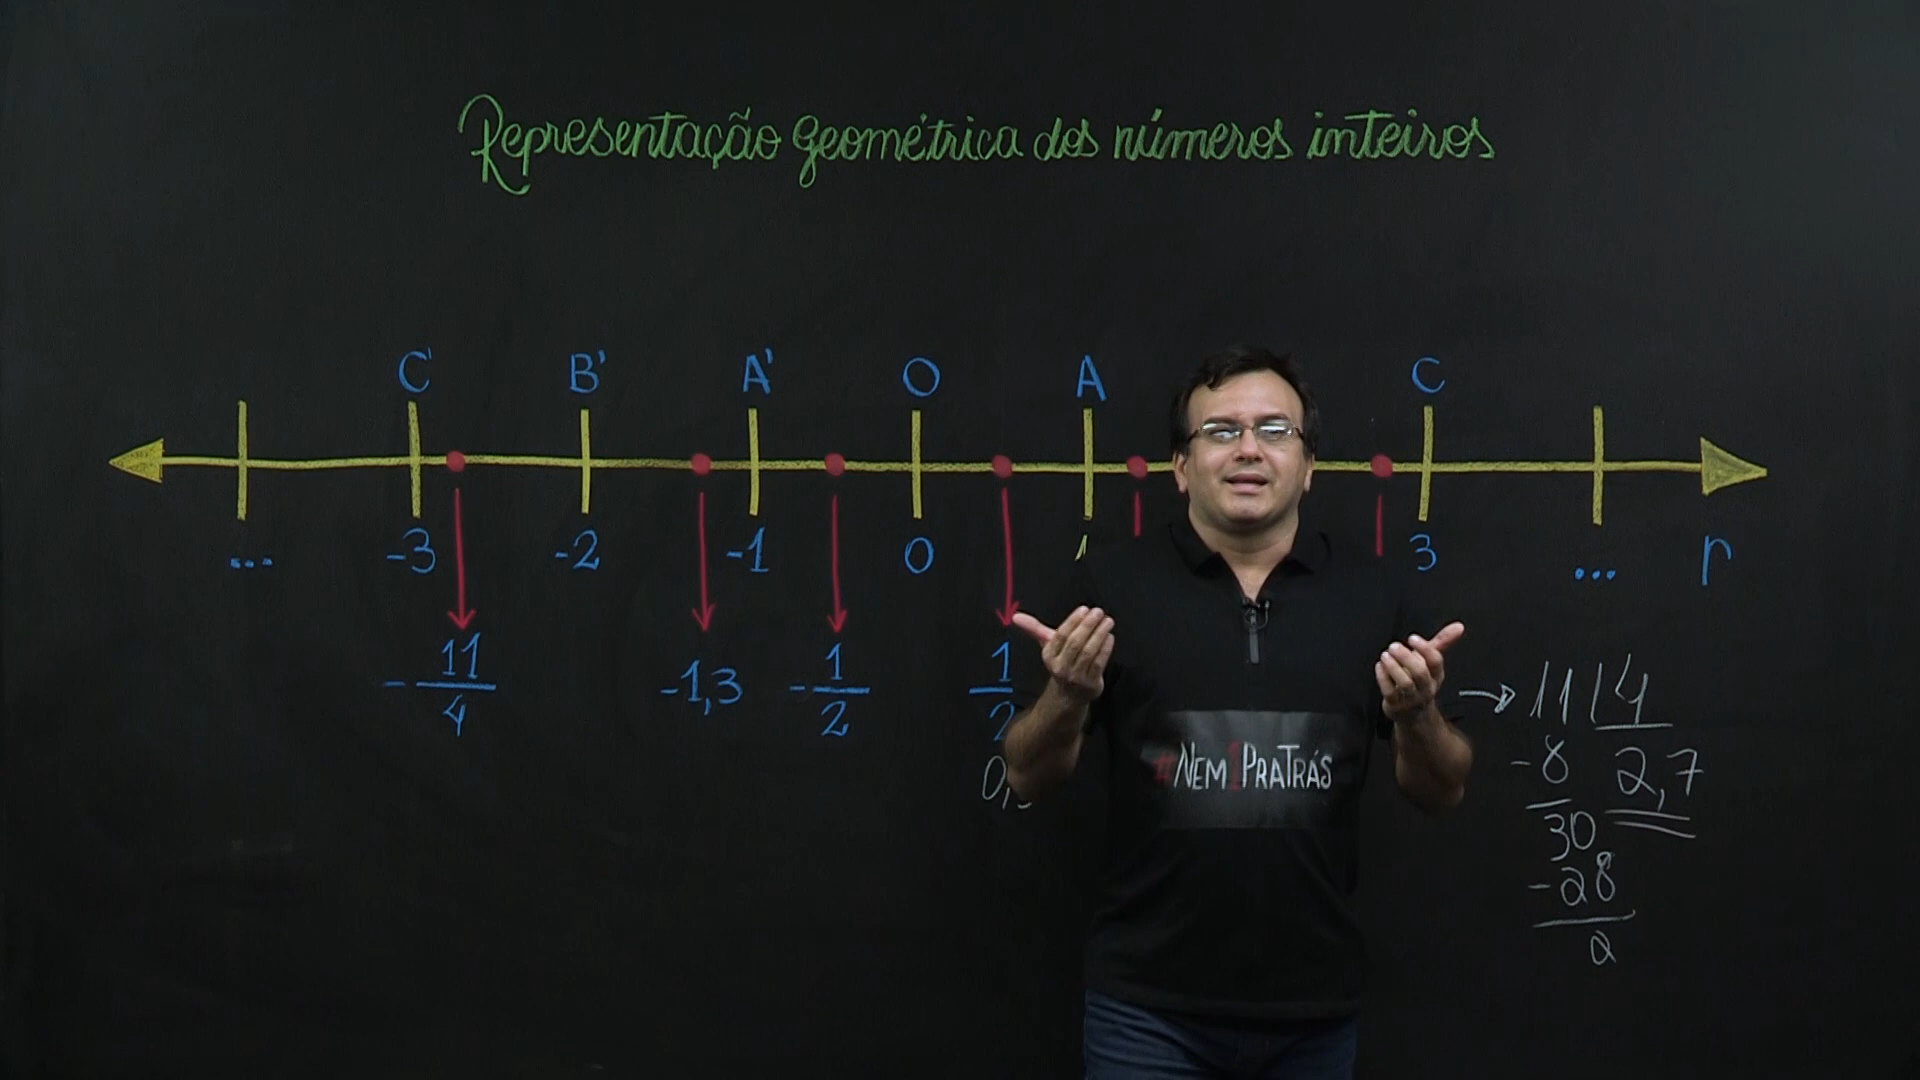 Representação geométrica dos números inteiros
C' B' A' O A C
... -3 -2 -1 0 3 ... r
- 11/4 -1,3 - 1/2 1/2
#NEM1PRATRÁS
→ 11 | 4
-8 2,7
30
-28
2